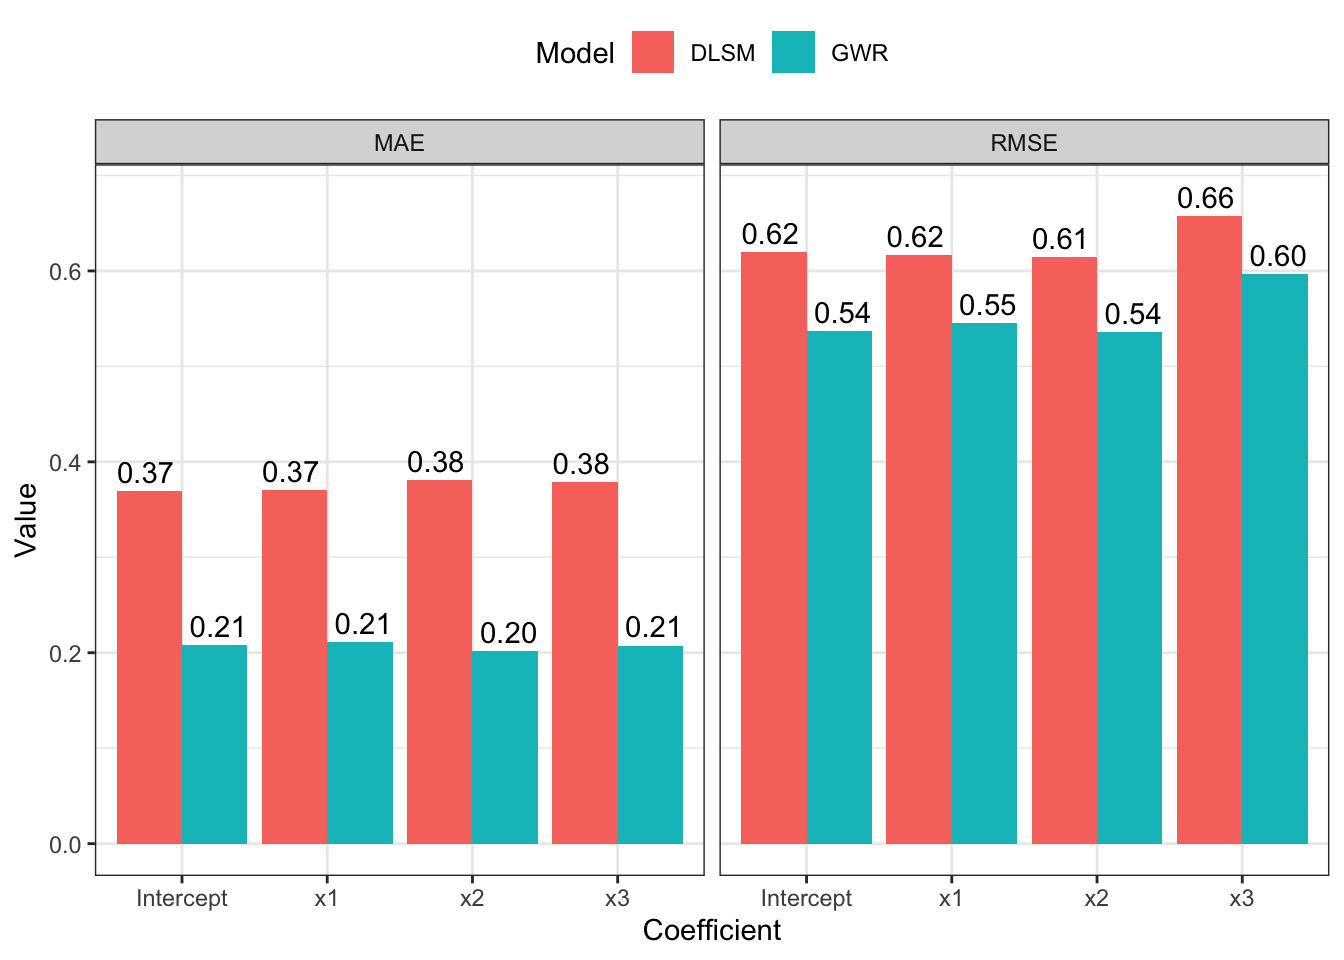 Model DLSM GWR
MAE RMSE
0.66
0.62 0.62 0.61 0.60
0.54 0.55 0.54
0.37 0.37 0.38 0.38
0.21 0.21 0.20 0.21
0.6
0.4
0.2
0.0
Value
Intercept x1 x2 x3 Intercept x1 x2 x3
Coefficient